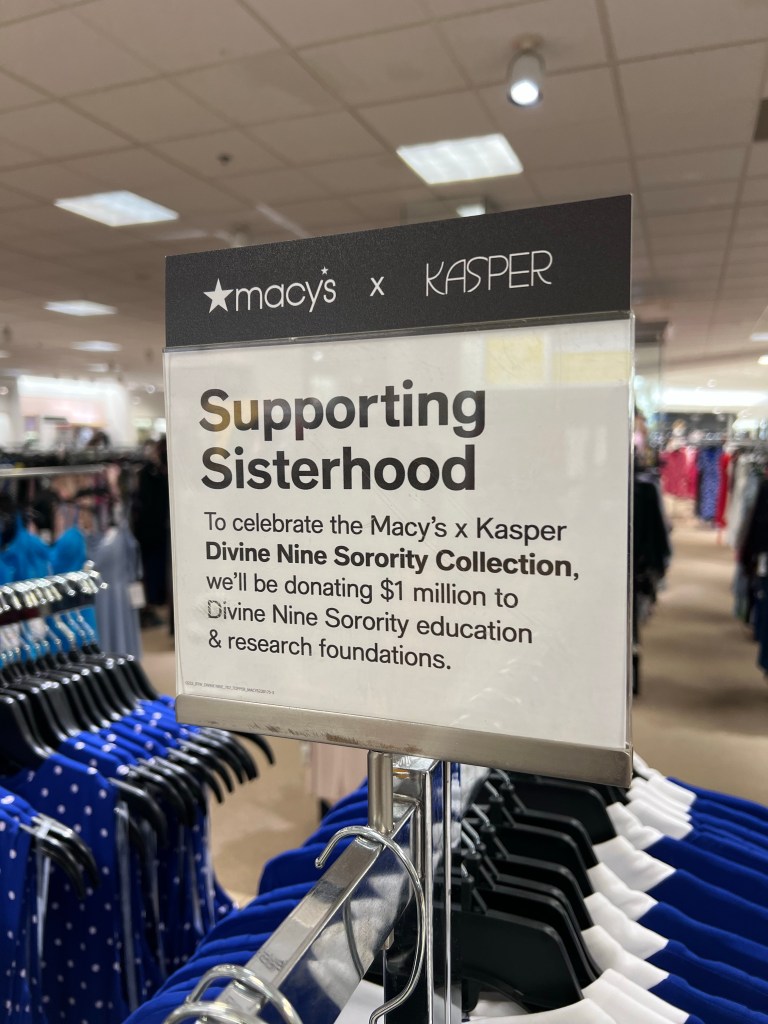 macy's x KASPER
Supporting
Sisterhood
To celebrate the Macy's x Kasper
Divine Nine Sorority Collection,
we'll be donating $1 million to
Divine Nine Sorority education
& research foundations.